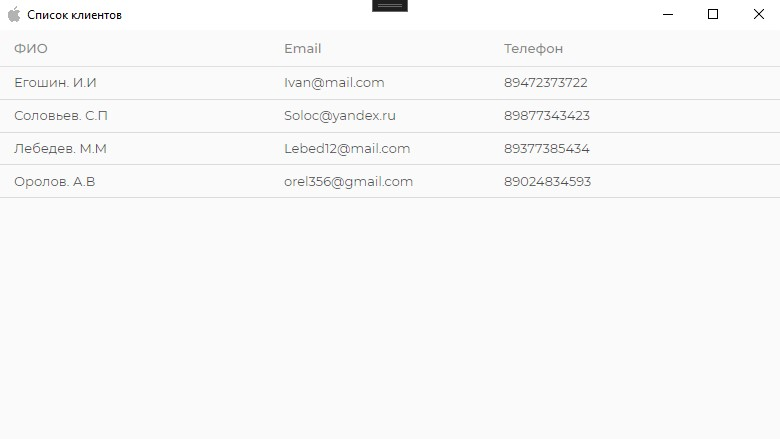 Список клиентов
ФИО Email Телефон
Егошин. И.И Ivan@mail.com 89472373722
Соловьев. С.П Soloc@yandex.ru 89877343423
Лебедев. М.М Lebed12@mail.com 89377385434
Оролов. А.В orel356@gmail.com 89024834593